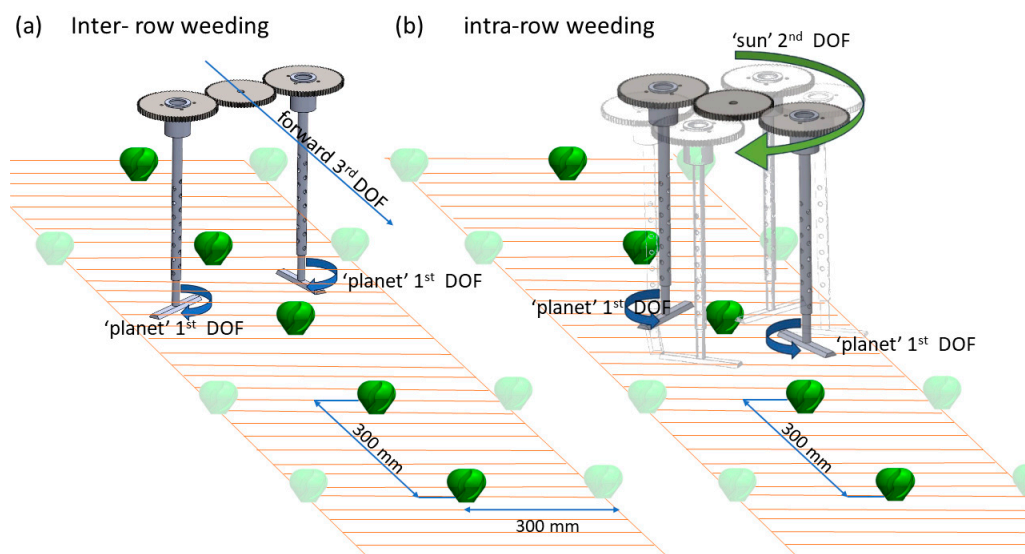 (a) Inter- row weeding
(b) intra-row weeding
'sun' 2nd DOF
forward 3rd DOF
'planet' 1st DOF
'planet' 1st DOF
'planet' 1st DOF
'planet' 1st DOF
300 mm
300 mm
300 mm